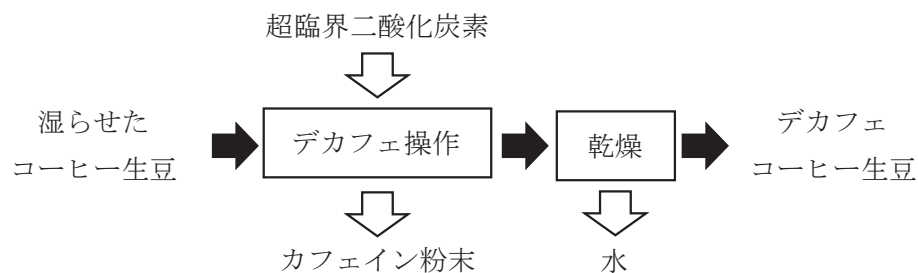 超臨界二酸化炭素
湿らせた
コーヒー生豆
デカフェ操作
乾燥
デカフェ
コーヒー生豆
カフェイン粉末
水